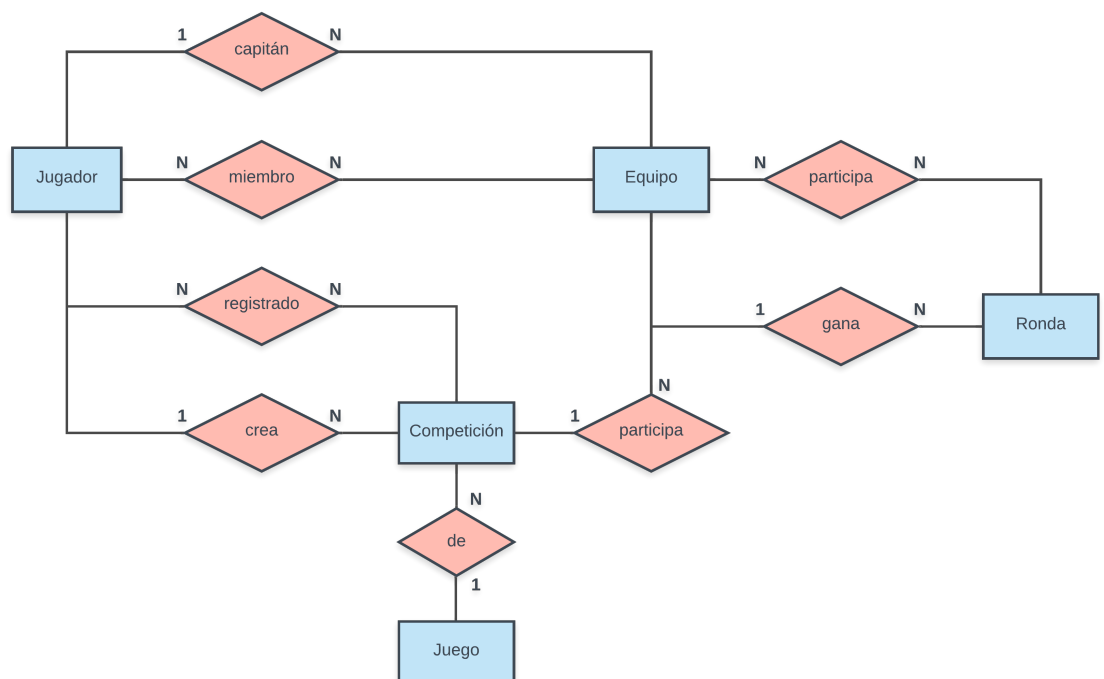 1
capitán
N
Jugador
N
miembro
N
Equipo
N
participa
N
N
registrado
N
1
gana
N
Ronda
1
crea
N
Competición
1
N
participa
N
de
1
Juego